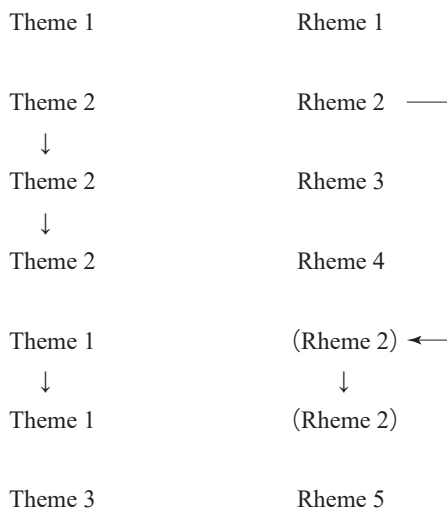 Theme 1 Rheme 1
Theme 2 Rheme 2
↓
Theme 2 Rheme 3
↓
Theme 2 Rheme 4
Theme 1 (Rheme 2)
↓ ↓
Theme 1 (Rheme 2)
Theme 3 Rheme 5